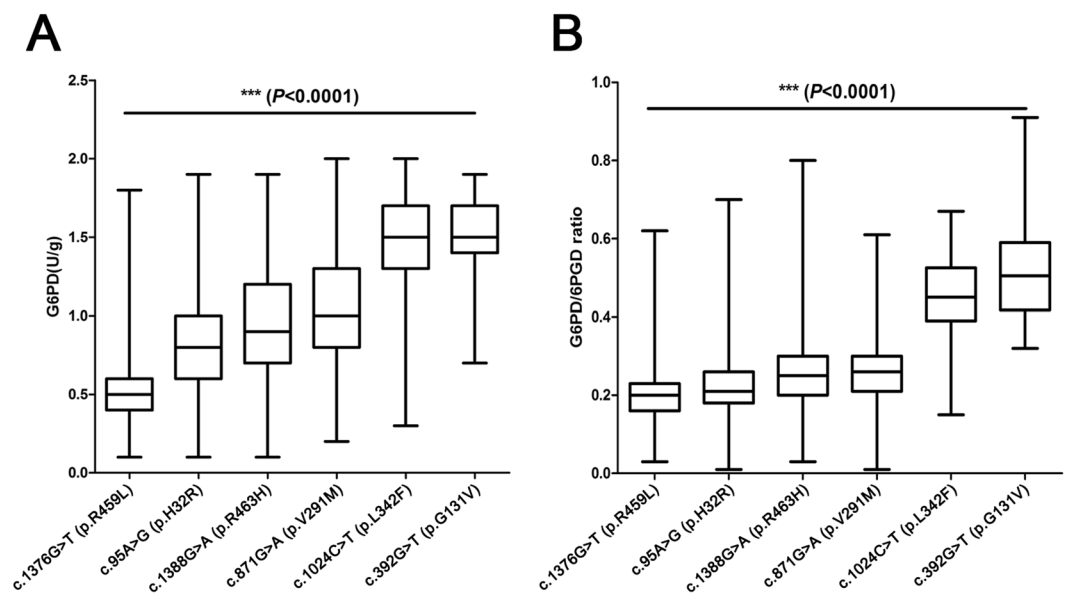 A
2.5
2.0
1.5
1.0
0.5
0.0
G6PD(U/g)
*** (P<0.0001)
c.1376G>T (p.R459L)
c.95A>G (p.H32R)
c.1388G>A (p.R463H)
c.871G>A (p.V291M)
c.1024C>T (p.L342F)
c.392G>T (p.G131V)
B
1.0
0.8
0.6
0.4
0.2
0.0
G6PD/6PGD ratio
*** (P<0.0001)
c.1376G>T (p.R459L)
c.95A>G (p.H32R)
c.1388G>A (p.R463H)
c.871G>A (p.V291M)
c.1024C>T (p.L342F)
c.392G>T (p.G131V)